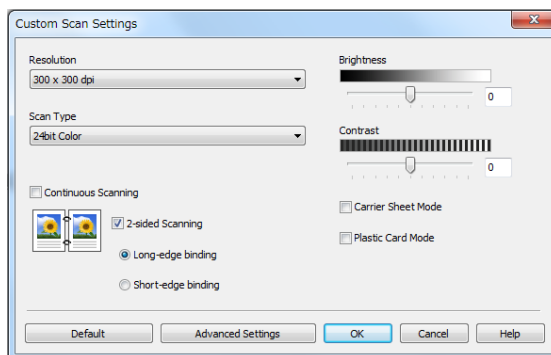 Custom Scan Settings
Resolution
300 x 300 dpi
Scan Type
24bit Color
Continuous Scanning
2-sided Scanning
Long-edge binding
Short-edge binding
Brightness
0
Contrast
0
Carrier Sheet Mode
Plastic Card Mode
Default
Advanced Settings
OK
Cancel
Help